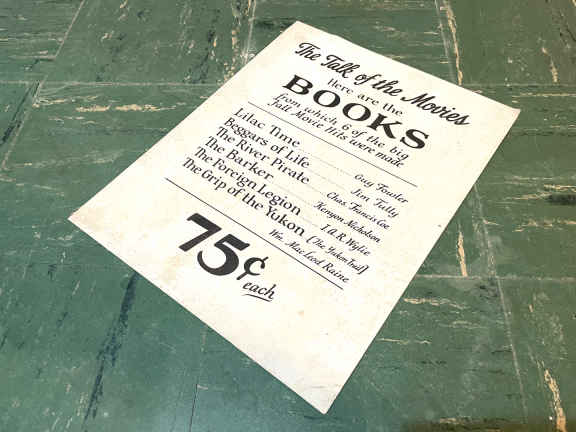 The Talk of the Movies
Here are the
BOOKS
from which 6 of the big
Fall Movie Hits were made
Lilac Time Guy Fowler
Beggars of Life Jim Tully
The River Pirate Chas. Francis Coe.
The Barker Kenyon Nicholson
The Foreign Legion I.A.R. Wylie
The Grip of the Yukon (The Yukon Trail)
Wm. MacLeod Raine
75¢
each